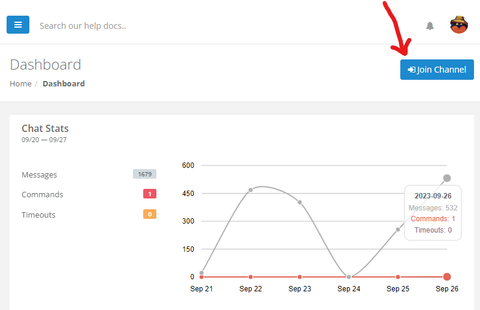 Search our help docs..
Dashboard
Home / Dashboard
Join Channel
Chat Stats
09/20 — 09/27
Messages 1679
Commands 1
Timeouts 0
600
450
300
150
0
2023-09-26
Messages: 532
Commands: 1
Timeouts: 0
Sep 21 Sep 22 Sep 23 Sep 24 Sep 25 Sep 26